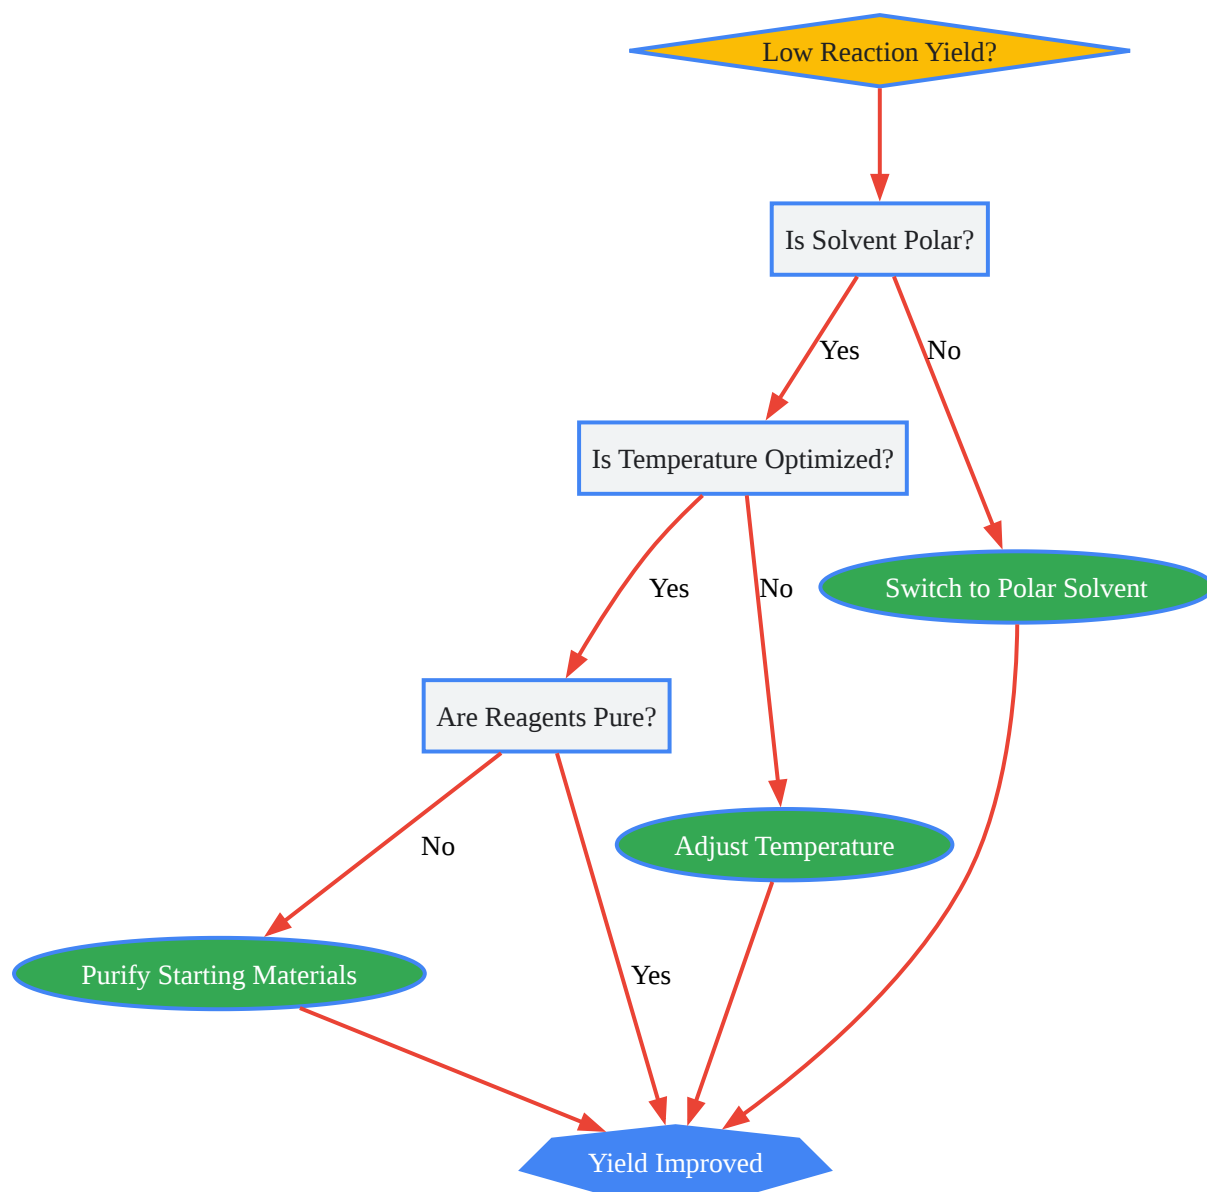 Low Reaction Yield?
Is Solvent Polar?
Yes
No
Is Temperature Optimized?
Yes
No
Switch to Polar Solvent
Are Reagents Pure?
No
Adjust Temperature
Purify Starting Materials
Yes
Yield Improved